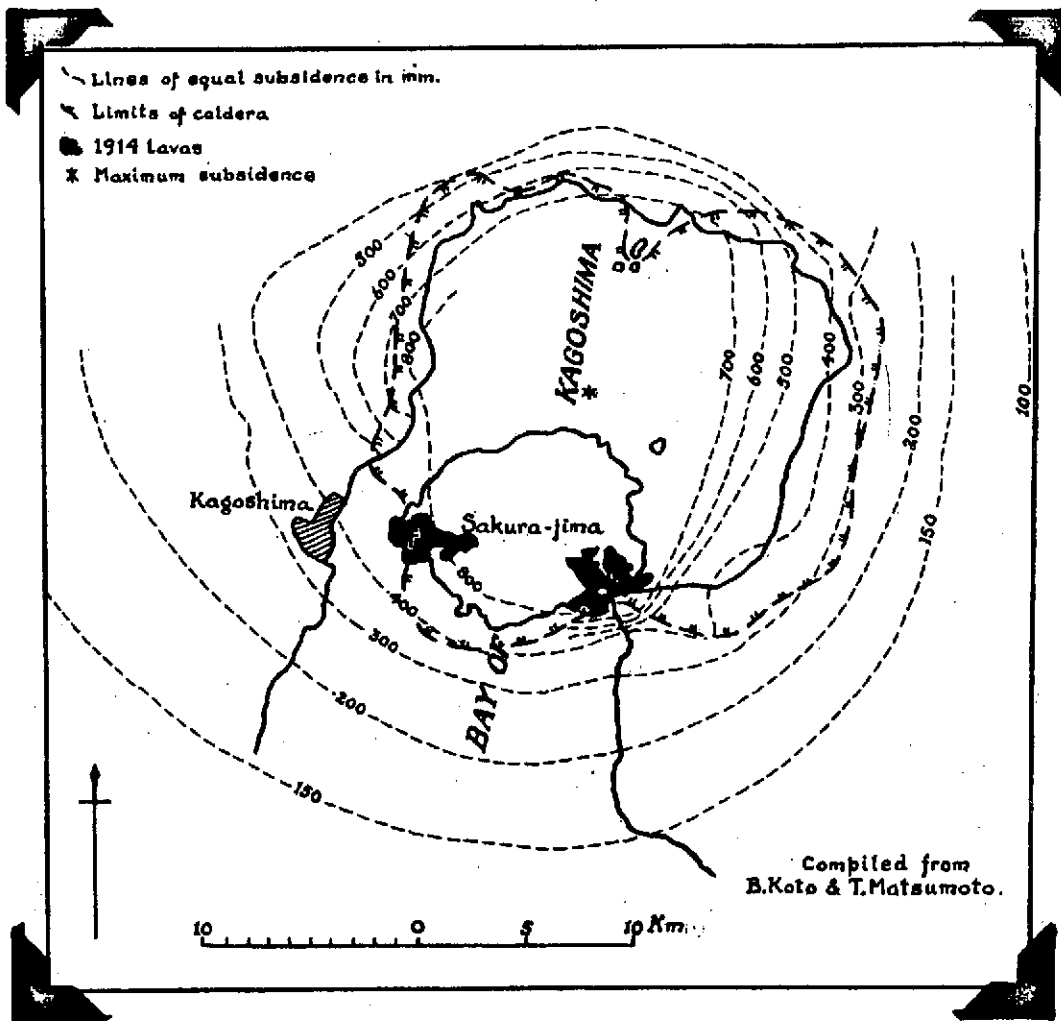 Lines of equal subsidence in mm.
Limits of caldera
1914 Lavas
Maximum subsidence
500
600
700
800
KAGOSHIMA
700
600
500
400
300
200
150
100
Kagoshima
Sakura-jima
800
400
300
200
150
BAY OF
Compiled from
B.Koto & T.Matsumoto.
10 0 5 10 Km.